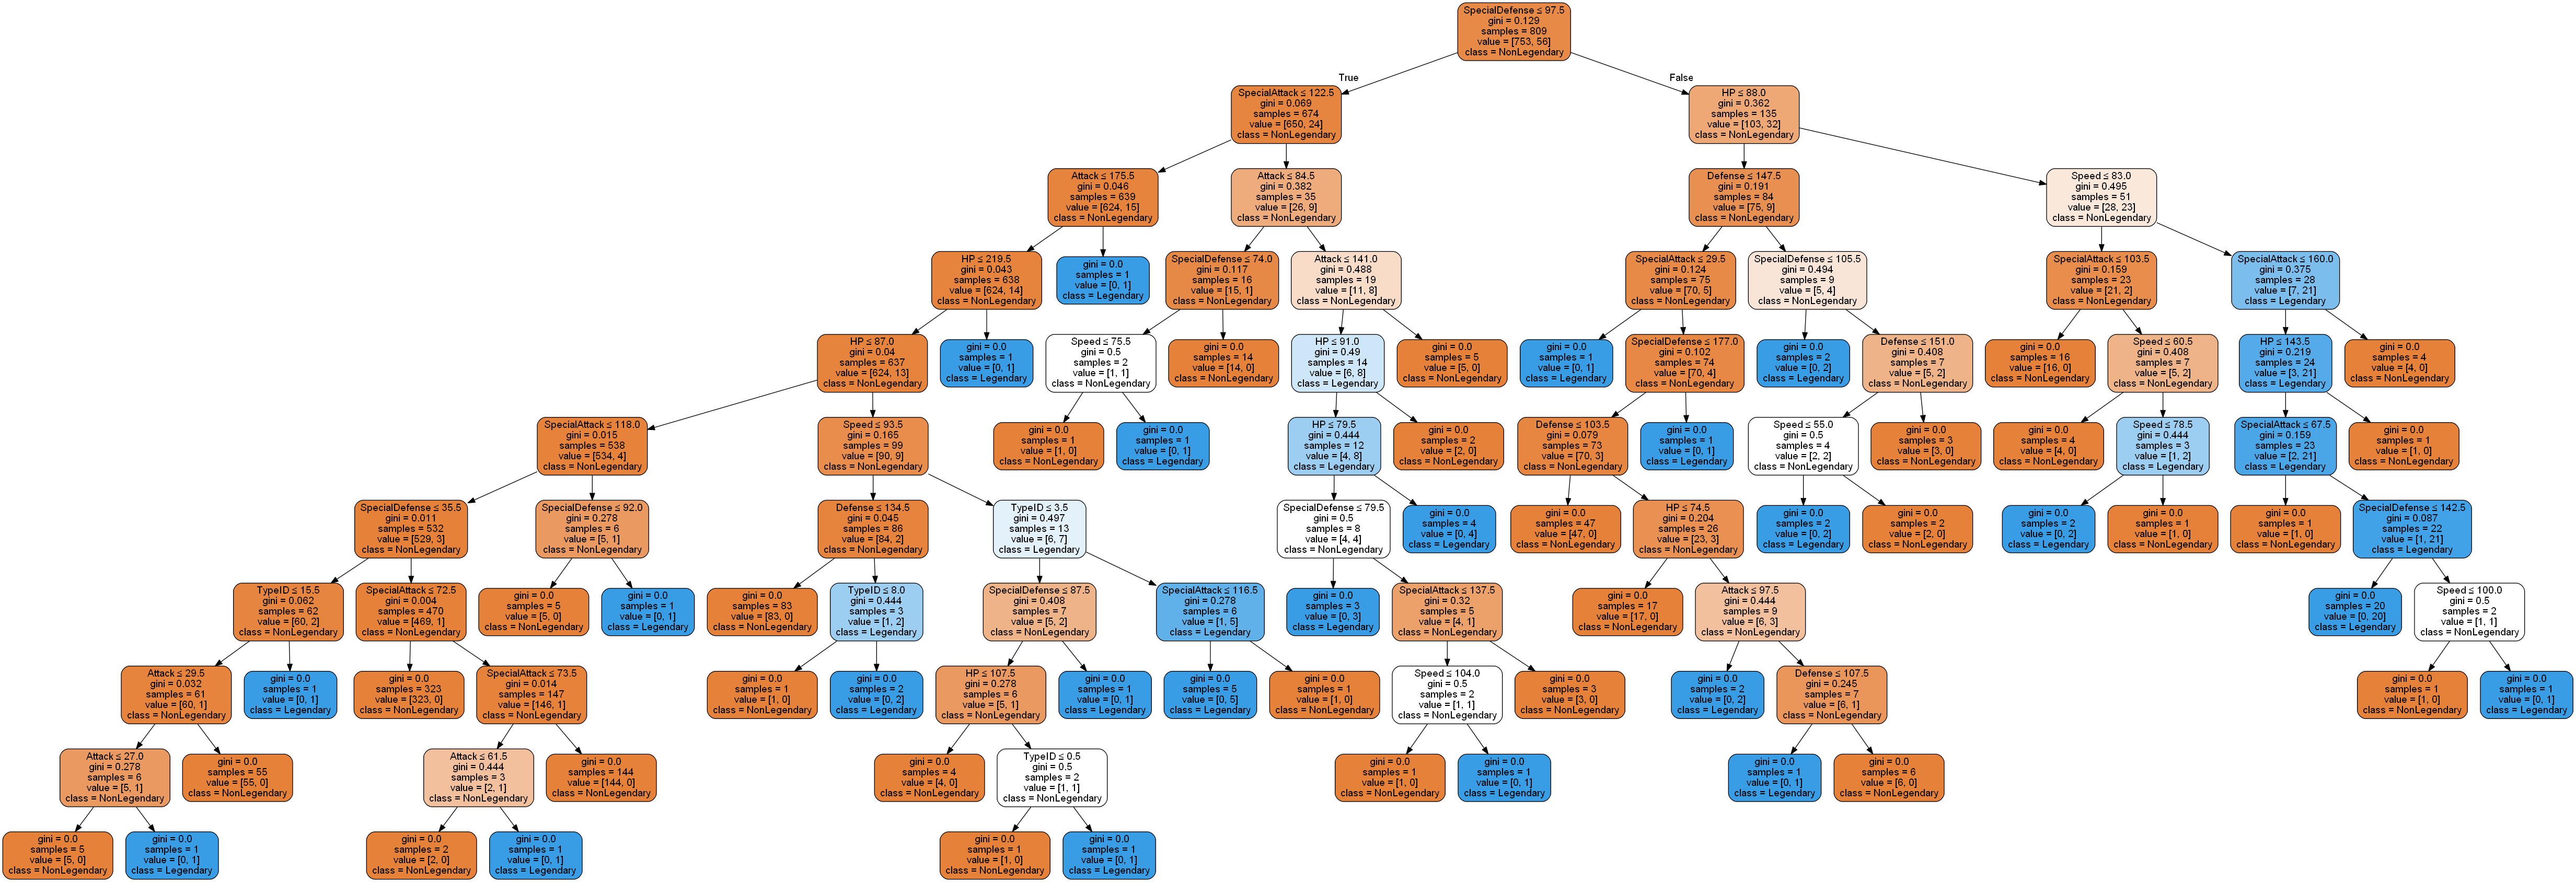 SpecialDefense ≤ 97.5
gini = 0.129
samples = 809
value = [753, 56]
class = NonLegendary
True
False
SpecialAttack ≤ 122.5
gini = 0.069
samples = 674
value = [650, 24]
class = NonLegendary
HP ≤ 88.0
gini = 0.362
samples = 135
value = [103, 32]
class = NonLegendary
Attack ≤ 175.5
gini = 0.046
samples = 639
value = [624, 15]
class = NonLegendary
Attack ≤ 84.5
gini = 0.382
samples = 35
value = [26, 9]
class = NonLegendary
Defense ≤ 147.5
gini = 0.191
samples = 84
value = [75, 9]
class = NonLegendary
Speed ≤ 83.0
gini = 0.495
samples = 51
value = [28, 23]
class = NonLegendary
HP ≤ 219.5
gini = 0.043
samples = 638
value = [624, 14]
class = NonLegendary
gini = 0.0
samples = 1
value = [0, 1]
class = Legendary
SpecialDefense ≤ 74.0
gini = 0.117
samples = 16
value = [15, 1]
class = NonLegendary
Attack ≤ 141.0
gini = 0.488
samples = 19
value = [11, 8]
class = NonLegendary
SpecialAttack ≤ 29.5
gini = 0.124
samples = 75
value = [70, 5]
class = NonLegendary
SpecialDefense ≤ 105.5
gini = 0.494
samples = 9
value = [5, 4]
class = NonLegendary
SpecialAttack ≤ 103.5
gini = 0.159
samples = 23
value = [21, 2]
class = NonLegendary
SpecialAttack ≤ 160.0
gini = 0.375
samples = 28
value = [7, 21]
class = Legendary
HP ≤ 87.0
gini = 0.04
samples = 637
value = [624, 13]
class = NonLegendary
gini = 0.0
samples = 1
value = [0, 1]
class = Legendary
Speed ≤ 75.5
gini = 0.5
samples = 2
value = [1, 1]
class = NonLegendary
gini = 0.0
samples = 14
value = [14, 0]
class = NonLegendary
HP ≤ 91.0
gini = 0.49
samples = 14
value = [6, 8]
class = Legendary
gini = 0.0
samples = 5
value = [5, 0]
class = NonLegendary
gini = 0.0
samples = 1
value = [0, 1]
class = Legendary
SpecialDefense ≤ 177.0
gini = 0.102
samples = 74
value = [70, 4]
class = NonLegendary
gini = 0.0
samples = 2
value = [0, 2]
class = Legendary
Defense ≤ 151.0
gini = 0.408
samples = 7
value = [5, 2]
class = NonLegendary
gini = 0.0
samples = 16
value = [16, 0]
class = NonLegendary
Speed ≤ 60.5
gini = 0.408
samples = 7
value = [5, 2]
class = NonLegendary
HP ≤ 143.5
gini = 0.219
samples = 24
value = [3, 21]
class = Legendary
gini = 0.0
samples = 4
value = [4, 0]
class = NonLegendary
SpecialAttack ≤ 118.0
gini = 0.015
samples = 538
value = [534, 4]
class = NonLegendary
Speed ≤ 93.5
gini = 0.165
samples = 99
value = [90, 9]
class = NonLegendary
gini = 0.0
samples = 1
value = [1, 0]
class = NonLegendary
gini = 0.0
samples = 1
value = [0, 1]
class = Legendary
HP ≤ 79.5
gini = 0.444
samples = 12
value = [4, 8]
class = Legendary
gini = 0.0
samples = 2
value = [2, 0]
class = NonLegendary
Defense ≤ 103.5
gini = 0.079
samples = 73
value = [70, 3]
class = NonLegendary
gini = 0.0
samples = 1
value = [0, 1]
class = Legendary
Speed ≤ 55.0
gini = 0.5
samples = 4
value = [2, 2]
class = NonLegendary
gini = 0.0
samples = 3
value = [3, 0]
class = NonLegendary
gini = 0.0
samples = 4
value = [4, 0]
class = NonLegendary
Speed ≤ 78.5
gini = 0.444
samples = 3
value = [1, 2]
class = Legendary
SpecialAttack ≤ 67.5
gini = 0.159
samples = 23
value = [2, 21]
class = Legendary
gini = 0.0
samples = 1
value = [1, 0]
class = NonLegendary
SpecialDefense ≤ 35.5
gini = 0.011
samples = 532
value = [529, 3]
class = NonLegendary
SpecialDefense ≤ 92.0
gini = 0.278
samples = 6
value = [5, 1]
class = NonLegendary
Defense ≤ 134.5
gini = 0.045
samples = 86
value = [84, 2]
class = NonLegendary
TypeID ≤ 3.5
gini = 0.497
samples = 13
value = [6, 7]
class = Legendary
SpecialDefense ≤ 79.5
gini = 0.5
samples = 8
value = [4, 4]
class = NonLegendary
gini = 0.0
samples = 4
value = [0, 4]
class = Legendary
gini = 0.0
samples = 47
value = [47, 0]
class = NonLegendary
HP ≤ 74.5
gini = 0.204
samples = 26
value = [23, 3]
class = NonLegendary
gini = 0.0
samples = 2
value = [0, 2]
class = Legendary
gini = 0.0
samples = 2
value = [2, 0]
class = NonLegendary
gini = 0.0
samples = 2
value = [0, 2]
class = Legendary
gini = 0.0
samples = 1
value = [1, 0]
class = NonLegendary
gini = 0.0
samples = 1
value = [1, 0]
class = NonLegendary
SpecialDefense ≤ 142.5
gini = 0.087
samples = 22
value = [1, 21]
class = Legendary
TypeID ≤ 15.5
gini = 0.062
samples = 62
value = [60, 2]
class = NonLegendary
SpecialAttack ≤ 72.5
gini = 0.004
samples = 470
value = [469, 1]
class = NonLegendary
gini = 0.0
samples = 5
value = [5, 0]
class = NonLegendary
gini = 0.0
samples = 1
value = [0, 1]
class = Legendary
gini = 0.0
samples = 83
value = [83, 0]
class = NonLegendary
TypeID ≤ 8.0
gini = 0.444
samples = 3
value = [1, 2]
class = Legendary
SpecialDefense ≤ 87.5
gini = 0.408
samples = 7
value = [5, 2]
class = NonLegendary
SpecialAttack ≤ 116.5
gini = 0.278
samples = 6
value = [1, 5]
class = Legendary
gini = 0.0
samples = 3
value = [0, 3]
class = Legendary
SpecialAttack ≤ 137.5
gini = 0.32
samples = 5
value = [4, 1]
class = NonLegendary
gini = 0.0
samples = 17
value = [17, 0]
class = NonLegendary
Attack ≤ 97.5
gini = 0.444
samples = 9
value = [6, 3]
class = NonLegendary
gini = 0.0
samples = 20
value = [0, 20]
class = Legendary
Speed ≤ 100.0
gini = 0.5
samples = 2
value = [1, 1]
class = NonLegendary
Attack ≤ 29.5
gini = 0.032
samples = 61
value = [60, 1]
class = NonLegendary
gini = 0.0
samples = 1
value = [0, 1]
class = Legendary
gini = 0.0
samples = 323
value = [323, 0]
class = NonLegendary
SpecialAttack ≤ 73.5
gini = 0.014
samples = 147
value = [146, 1]
class = NonLegendary
gini = 0.0
samples = 1
value = [1, 0]
class = NonLegendary
gini = 0.0
samples = 2
value = [0, 2]
class = Legendary
HP ≤ 107.5
gini = 0.278
samples = 6
value = [5, 1]
class = NonLegendary
gini = 0.0
samples = 1
value = [0, 1]
class = Legendary
gini = 0.0
samples = 5
value = [0, 5]
class = Legendary
gini = 0.0
samples = 1
value = [1, 0]
class = NonLegendary
Speed ≤ 104.0
gini = 0.5
samples = 2
value = [1, 1]
class = NonLegendary
gini = 0.0
samples = 3
value = [3, 0]
class = NonLegendary
gini = 0.0
samples = 2
value = [0, 2]
class = Legendary
Defense ≤ 107.5
gini = 0.245
samples = 7
value = [6, 1]
class = NonLegendary
gini = 0.0
samples = 1
value = [1, 0]
class = NonLegendary
gini = 0.0
samples = 1
value = [0, 1]
class = Legendary
Attack ≤ 27.0
gini = 0.278
samples = 6
value = [5, 1]
class = NonLegendary
gini = 0.0
samples = 55
value = [55, 0]
class = NonLegendary
Attack ≤ 61.5
gini = 0.444
samples = 3
value = [2, 1]
class = NonLegendary
gini = 0.0
samples = 144
value = [144, 0]
class = NonLegendary
gini = 0.0
samples = 4
value = [4, 0]
class = NonLegendary
TypeID ≤ 0.5
gini = 0.5
samples = 2
value = [1, 1]
class = NonLegendary
gini = 0.0
samples = 1
value = [1, 0]
class = NonLegendary
gini = 0.0
samples = 1
value = [0, 1]
class = Legendary
gini = 0.0
samples = 1
value = [0, 1]
class = Legendary
gini = 0.0
samples = 6
value = [6, 0]
class = NonLegendary
gini = 0.0
samples = 5
value = [5, 0]
class = NonLegendary
gini = 0.0
samples = 1
value = [0, 1]
class = Legendary
gini = 0.0
samples = 2
value = [2, 0]
class = NonLegendary
gini = 0.0
samples = 1
value = [0, 1]
class = Legendary
gini = 0.0
samples = 1
value = [1, 0]
class = NonLegendary
gini = 0.0
samples = 1
value = [0, 1]
class = Legendary